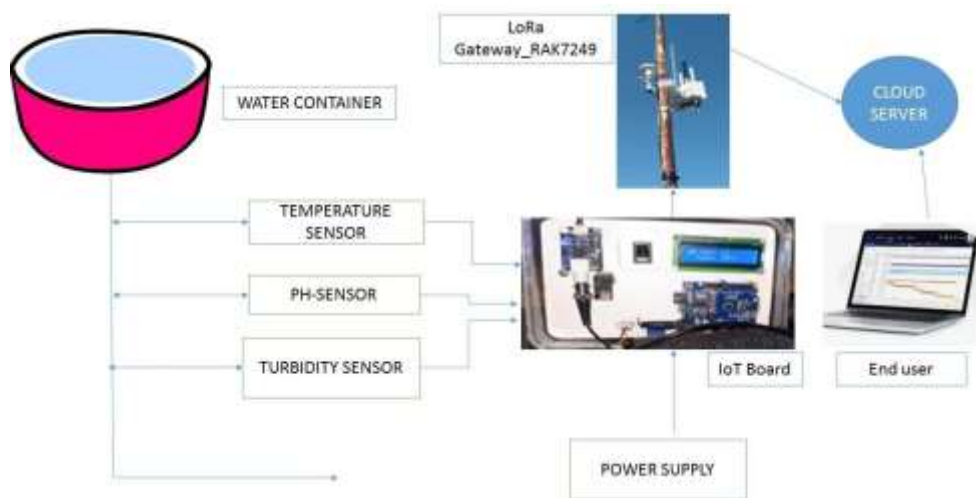 LoRa
Gateway_RAK7249
CLOUD
SERVER
WATER CONTAINER
TEMPERATURE
SENSOR
PH-SENSOR
TURBIDITY SENSOR
IoT Board
End user
POWER SUPPLY